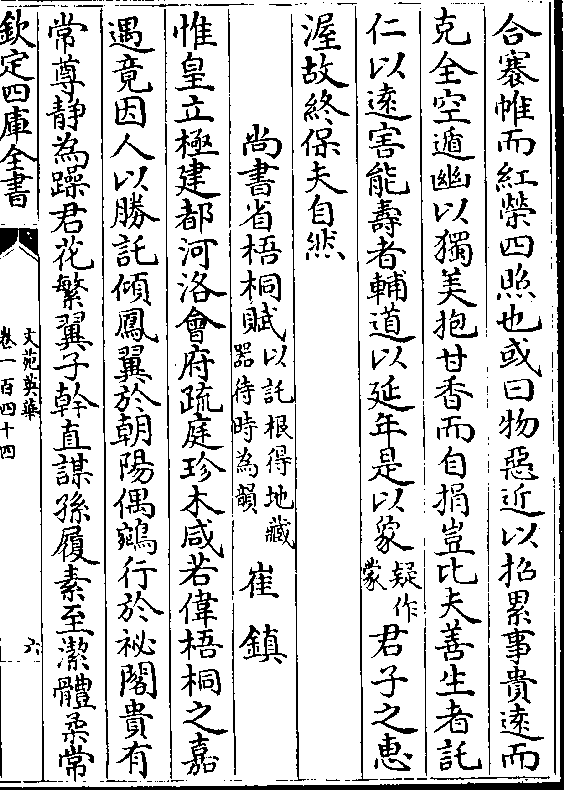 合褰帷而紅榮四照也或曰物惡近以招累事貴逺而
克全空遁幽以獨美抱甘香而自捐豈比夫善生者託
仁以逺害能壽者輔道以延年是以象疑作蒙君子之惠
渥故終保夫自然
尚書省梧桐賦以託根得地藏器待時為韻 崔鎮
惟皇立極建都河洛會府疏庭珍木咸若偉梧桐之嘉
遇竟因人以勝託傾鳳翼於朝陽偶鵷行於祕閣貴有
常尊静為躁君花繁翼子幹直謀孫履素至潔體柔常
欽定四庫全書
文苑英華
卷一百四十四
六